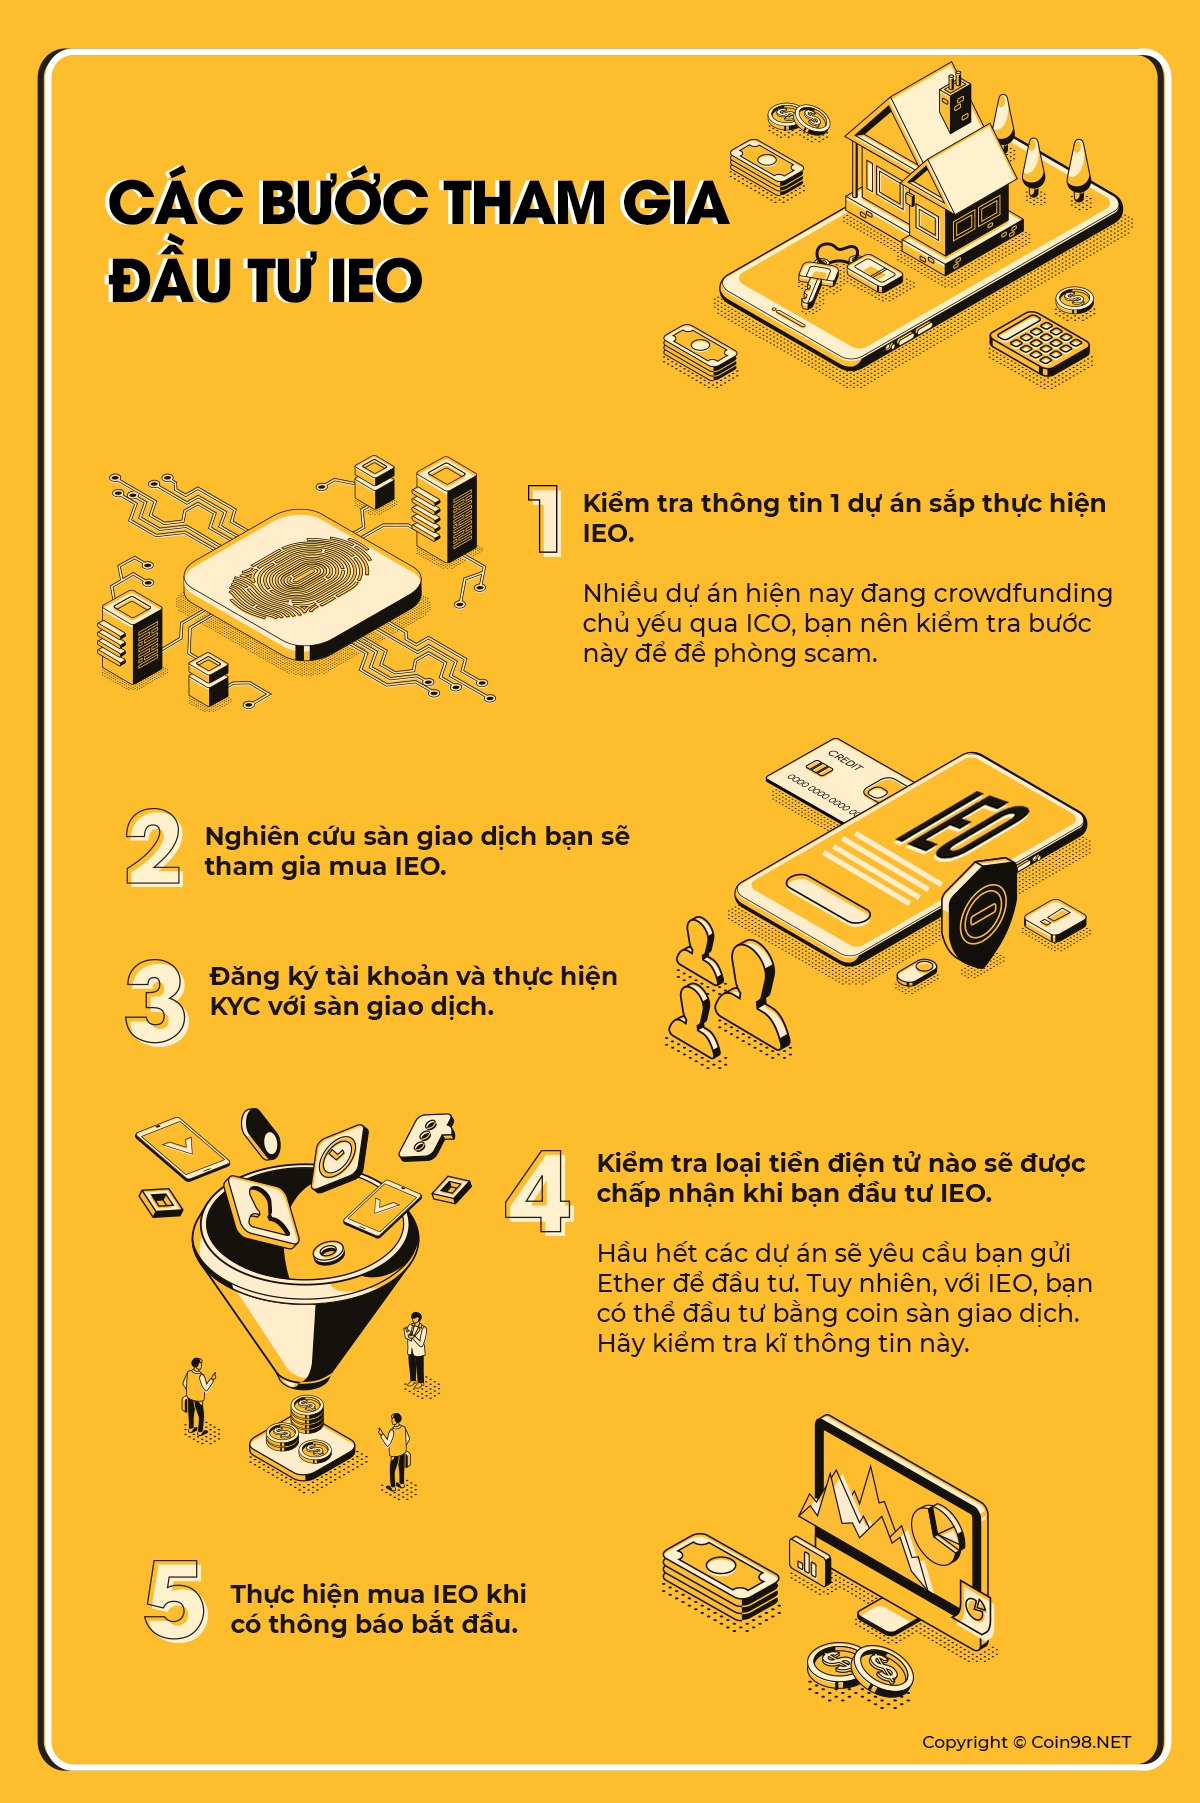 CÁC BƯỚC THAM GIA
ĐẦU TƯ IEO
1
Kiểm tra thông tin 1 dự án sắp thực hiện
IEO.
Nhiều dự án hiện nay đang crowdfunding
chủ yếu qua ICO, bạn nên kiểm tra bước
này để đề phòng scam.
CREDIT
0000 0000 0000 00
IEO
2
Nghiên cứu sàn giao dịch bạn sẽ
tham gia mua IEO.
3
Đăng ký tài khoản và thực hiện
KYC với sàn giao dịch.
4
Kiểm tra loại tiền điện tử nào sẽ được
chấp nhận khi bạn đầu tư IEO.
Hầu hết các dự án sẽ yêu cầu bạn gửi
Ether để đầu tư. Tuy nhiên, với IEO, bạn
có thể đầu tư bằng coin sàn giao dịch.
Hãy kiểm tra kĩ thông tin này.
5
Thực hiện mua IEO khi
có thông báo bắt đầu.
Copyright © Coin98.NET